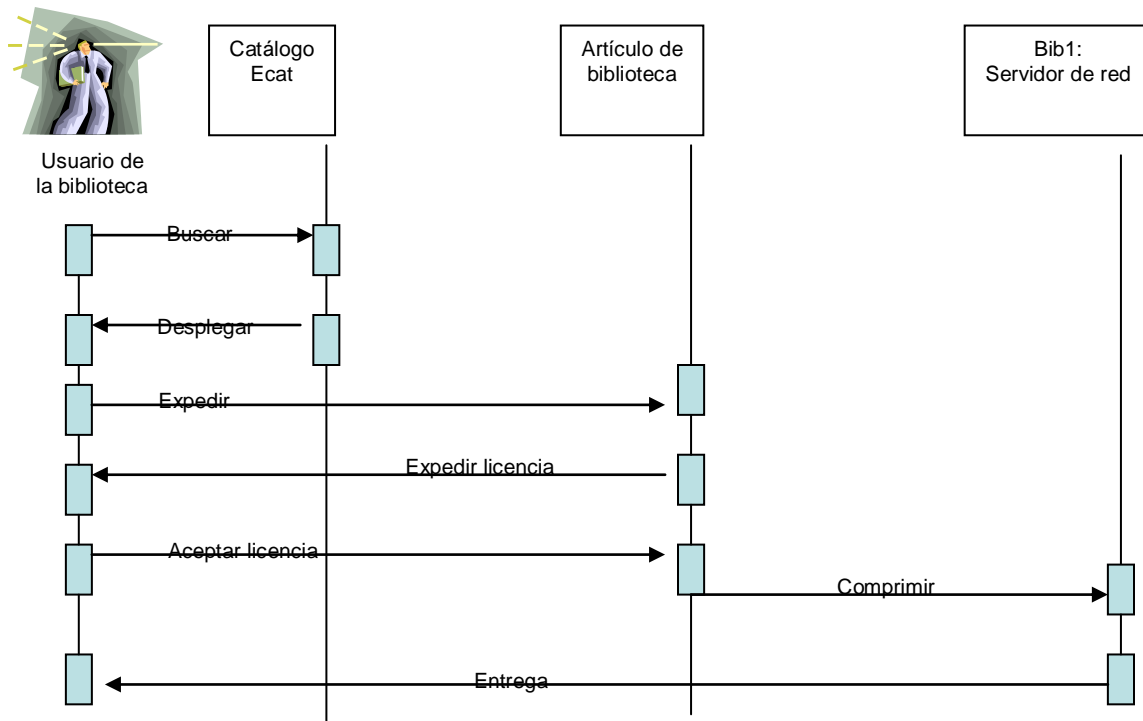 Catálogo
Ecat
Artículo de
biblioteca
Bib1:
Servidor de red
Usuario de
la biblioteca
Buscar
Desplegar
Expedir
Expedir licencia
Aceptar licencia
Comprimir
Entrega